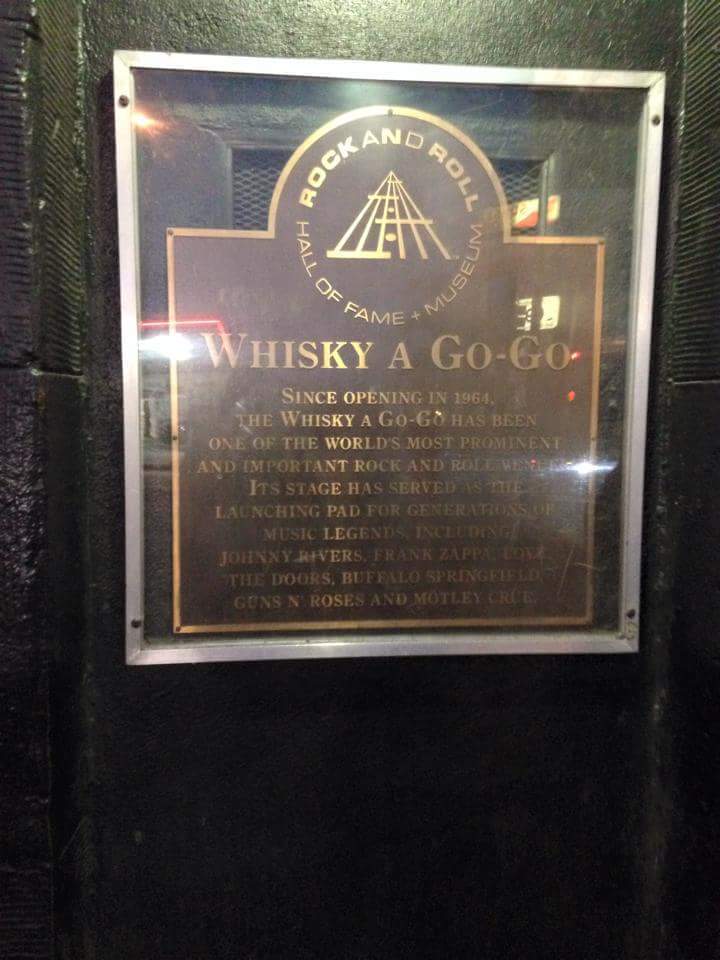 ROCK AND ROLL
HALL OF FAME + MUSEUM
WHISKY A GO-GO
SINCE OPENING IN 1964,
THE WHISKY A GO-GO HAS BEEN
ONE OF THE WORLD'S MOST PROMINENT
AND IMPORTANT ROCK AND ROLL
ITS STAGE HAS SERVED AS THE
LAUNCHING PAD FOR GENERATIONS OF
MUSIC LEGENDS, INCLUDING
JOHNNY RIVERS, FRANK ZAPPA, LOVE,
THE DOORS, BUFFALO SPRINGFIELD,
GUNS N' ROSES AND MÖTLEY CRÜE.